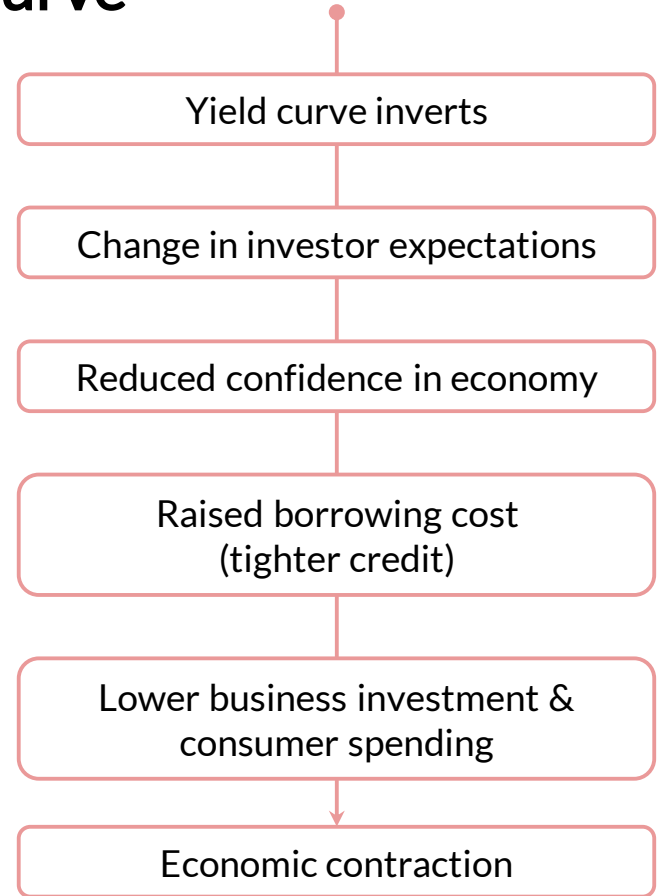 Yield curve inverts
Change in investor expectations
Reduced confidence in economy
Raised borrowing cost
(tighter credit)
Lower business investment &
consumer spending
Economic contraction